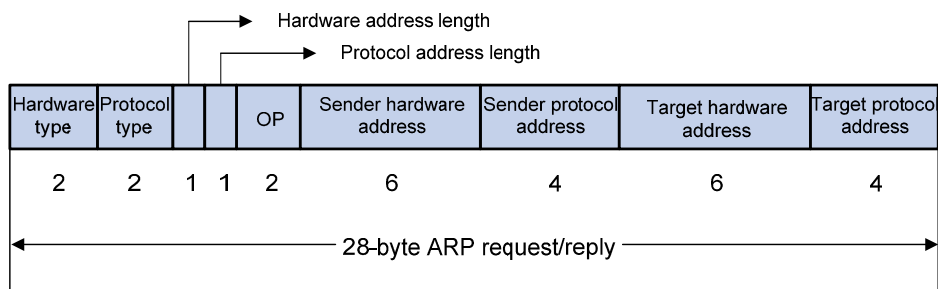 Hardware address length
Protocol address length
Hardware type
Protocol type
OP
Sender hardware address
Sender protocol address
Target hardware address
Target protocol address
2 2 1 1 2 6 4 6 4
28-byte ARP request/reply